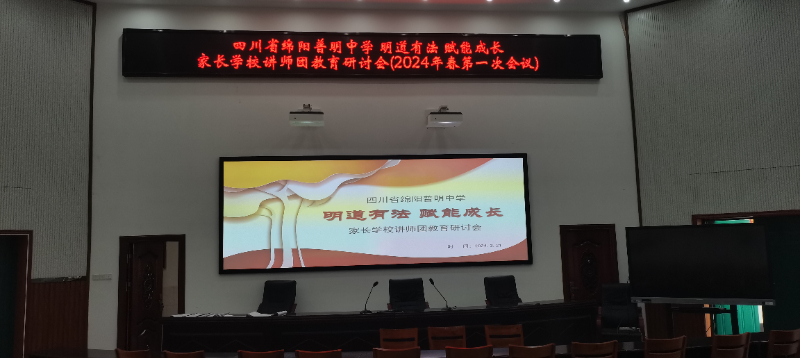 四川省绵阳普明中学 明道有法 赋能成长
家长学校讲师团教育研讨会(2024年春第一次会议)
四川省绵阳普明中学
明道有法 赋能成长
家长学校讲师团教育研讨会